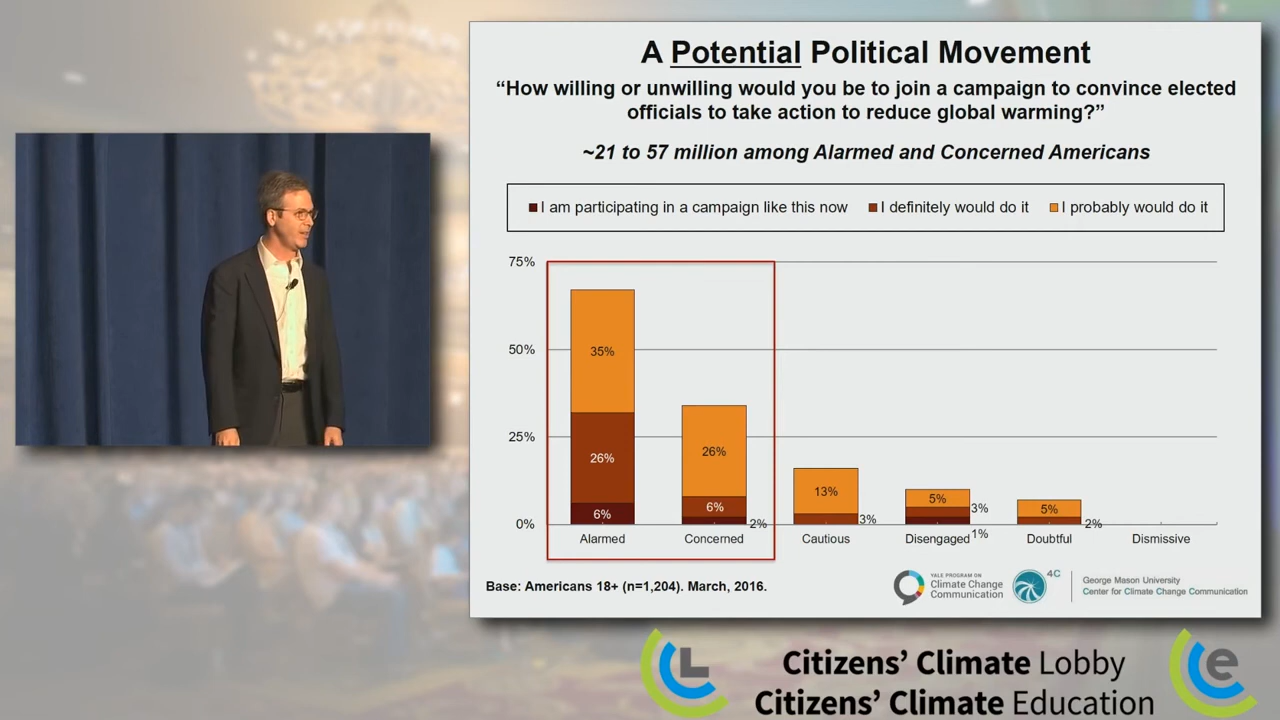 A Potential Political Movement
“How willing or unwilling would you be to join a campaign to convince elected
officials to take action to reduce global warming?”
~21 to 57 million among Alarmed and Concerned Americans
I am participating in a campaign like this now I definitely would do it I probably would do it
75%
50%
25%
0%
35%
26%
6%
26%
6%
2%
13%
3%
5%
3%
1%
5%
2%
Alarmed Concerned Cautious Disengaged Doubtful Dismissive
Base: Americans 18+ (n=1,204). March, 2016.
YALE PROGRAM ON
Climate Change
Communication
4C
George Mason University
Center for Climate Change Communication
L
Citizens’ Climate Lobby
Citizens’ Climate Education
e